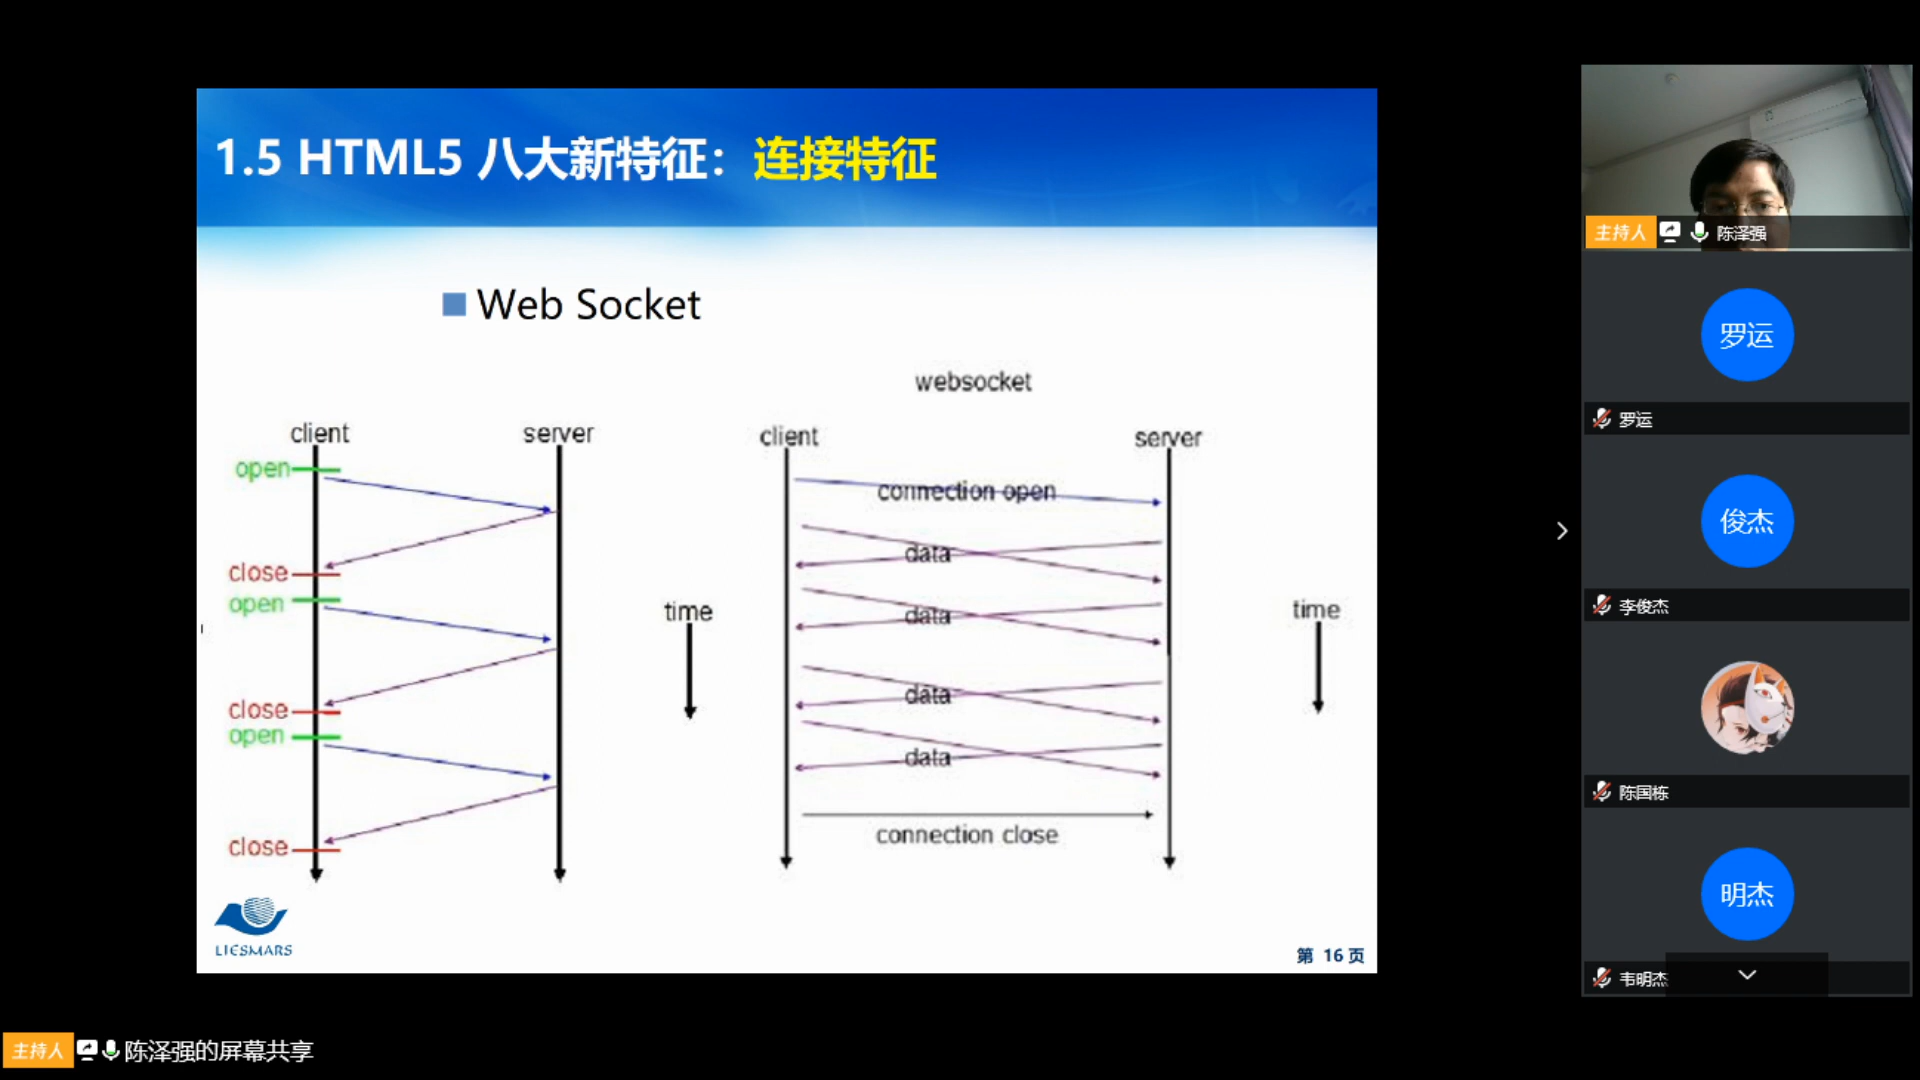 1.5 HTML5 八大新特征：连接特征
Web Socket
websocket
client
server
open
close
open
close
open
close
time
client
server
connection open
data
data
data
data
connection close
time
LIESMARS
第 16 页
主持人 陈泽强
罗运
罗运
俊杰
李俊杰
陈国栋
明杰
韦明杰
主持人 陈泽强的屏幕共享